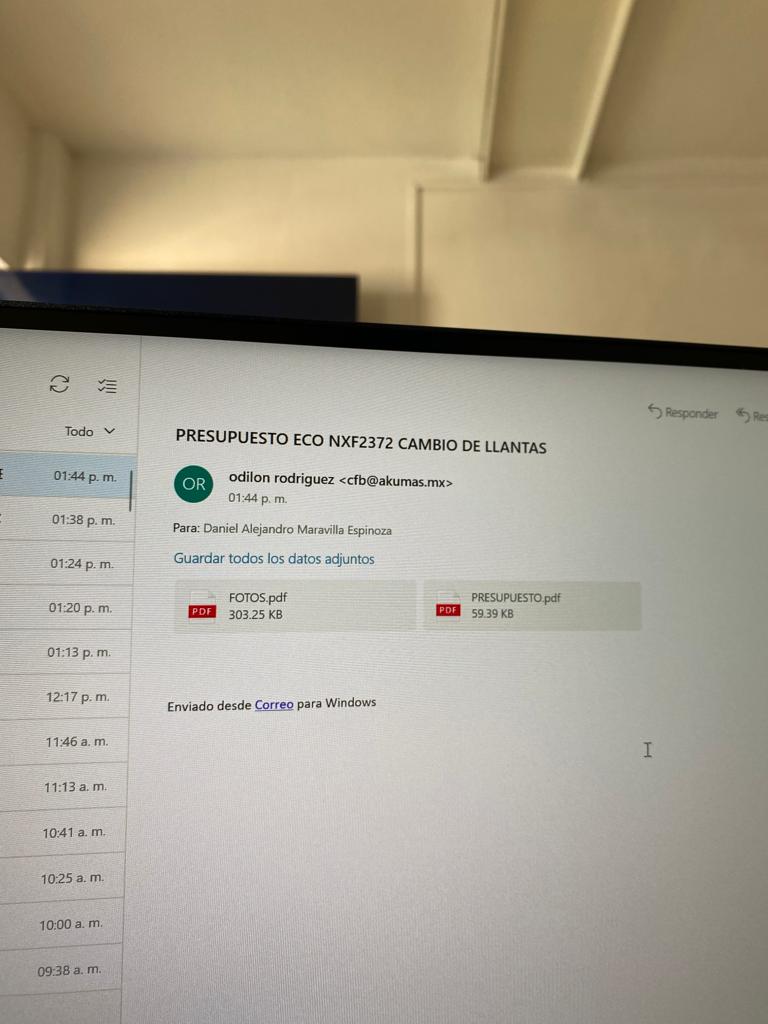 Responder
Todo
PRESUPUESTO ECO NXF2372 CAMBIO DE LLANTAS
01:44 p. m.
OR
odilon rodriguez <cfb@akumas.mx>
01:44 p. m.
01:38 p. m.
Para: Daniel Alejandro Maravilla Espinoza
01:24 p. m.
Guardar todos los datos adjuntos
PDF
FOTOS.pdf
303.25 KB
PDF
PRESUPUESTO.pdf
59.39 KB
01:20 p. m.
01:13 p. m.
12:17 p. m.
Enviado desde Correo para Windows
11:46 a. m.
11:13 a. m.
10:41 a. m.
10:25 a. m.
10:00 a. m.
09:38 a. m.